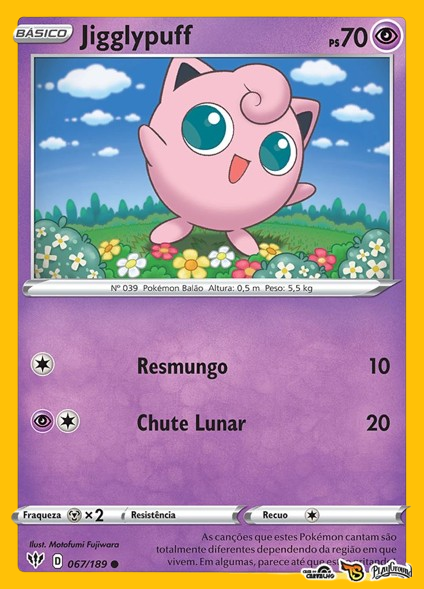 BÁSICO Jigglypuff PS70
Nº 039 Pokémon Balão Altura: 0,5 m Peso: 5,5 kg
Resmungo 10
Chute Lunar 20
Fraqueza ×2 Resistência Recuo
Ilust. Motofumi Fujiwara
D 067/189
As canções que estes Pokémon cantam são
totalmente diferentes dependendo da região em que
vivem. Em algumas, parece até que
CARVALHO PLAYGROUND